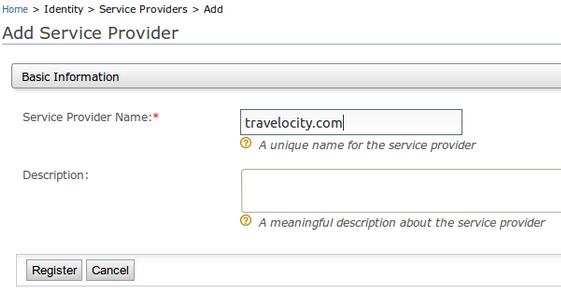 Home > Identity > Service Providers > Add
Add Service Provider
Basic Information
Service Provider Name:* travelocity.com
? A unique name for the service provider
Description:
? A meaningful description about the service provider
Register Cancel